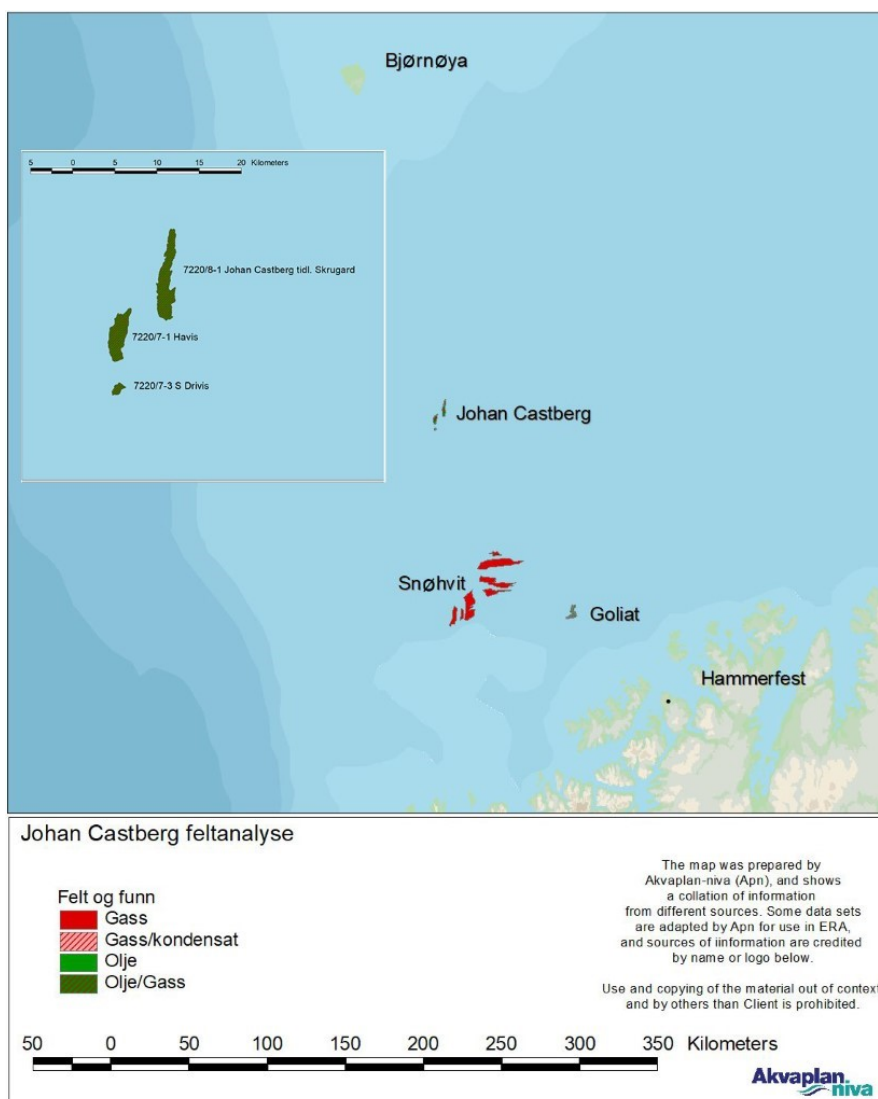 Bjørnøya
5 0 5 10 15 20 Kilometers
7220/8-1 Johan Castberg tidl. Skrugard
7220/7-1 Havis
7220/7-3 S Drivis
Johan Castberg
Snøhvit
Goliat
Hammerfest
Johan Castberg feltanalyse
Felt og funn
Gass
Gass/kondensat
Olje
Olje/Gass
The map was prepared by
Akvaplan-niva (Apn), and shows
a collation of information
from different sources. Some data sets
are adapted by Apn for use in ERA,
and sources of iinformation are credited
by name or logo below.
Use and copying of the material out of context
and by others than Client is prohibited.
50 0 50 100 150 200 250 300 350 Kilometers
Akvaplan
niva